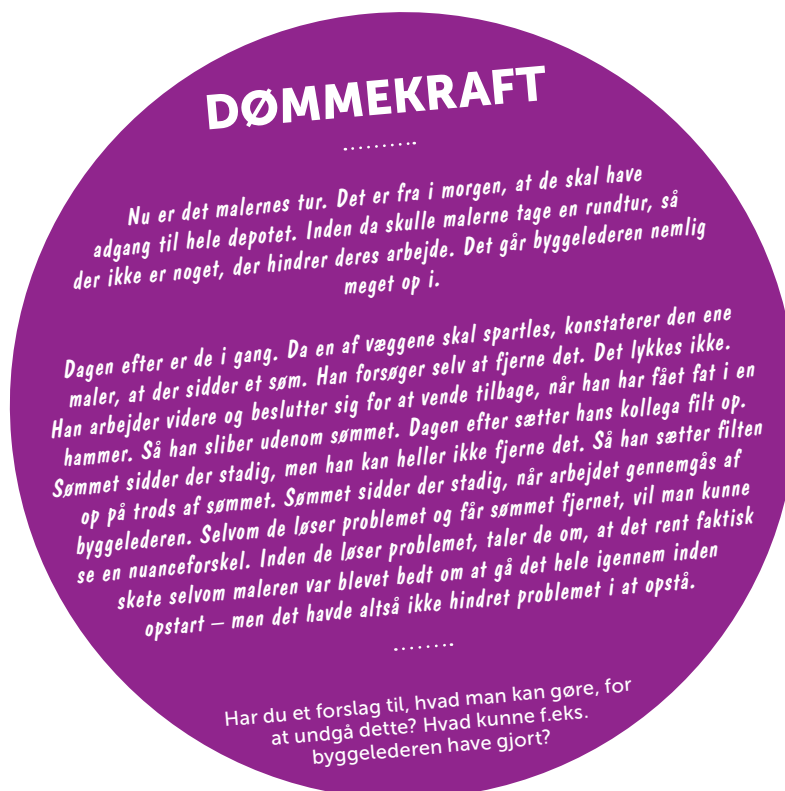 DØMMEKRAFT
Nu er det malernes tur. Det er fra i morgen, at de skal have
adgang til hele depotet. Inden da skulle malerne tage en rundtur, så
der ikke er noget, der hindrer deres arbejde. Det går byggelederen nemlig
meget op i.
Dagen efter er de i gang. Da en af væggene skal spartles, konstaterer den ene
maler, at der sidder et søm. Han forsøger selv at fjerne det. Det lykkes ikke.
Han arbejder videre og beslutter sig for at vende tilbage, når han har fået fat i en
hammer. Så han sliber udenom sømmet. Dagen efter sætter hans kollega filt op.
Sømmet sidder der stadig, men han kan heller ikke fjerne det. Så han sætter filten
op på trods af sømmet. Sømmet sidder der stadig, når arbejdet gennemgås af
byggelederen. Selvom de løser problemet og får sømmet fjernet, vil man kunne
se en nuanceforskel. Inden de løser problemet, taler de om, at det rent faktisk
skete selvom maleren var blevet bedt om at gå det hele igennem inden
opstart – men det havde altså ikke hindret problemet i at opstå.
Har du et forslag til, hvad man kan gøre, for
at undgå dette? Hvad kunne f.eks.
byggelederen have gjort?